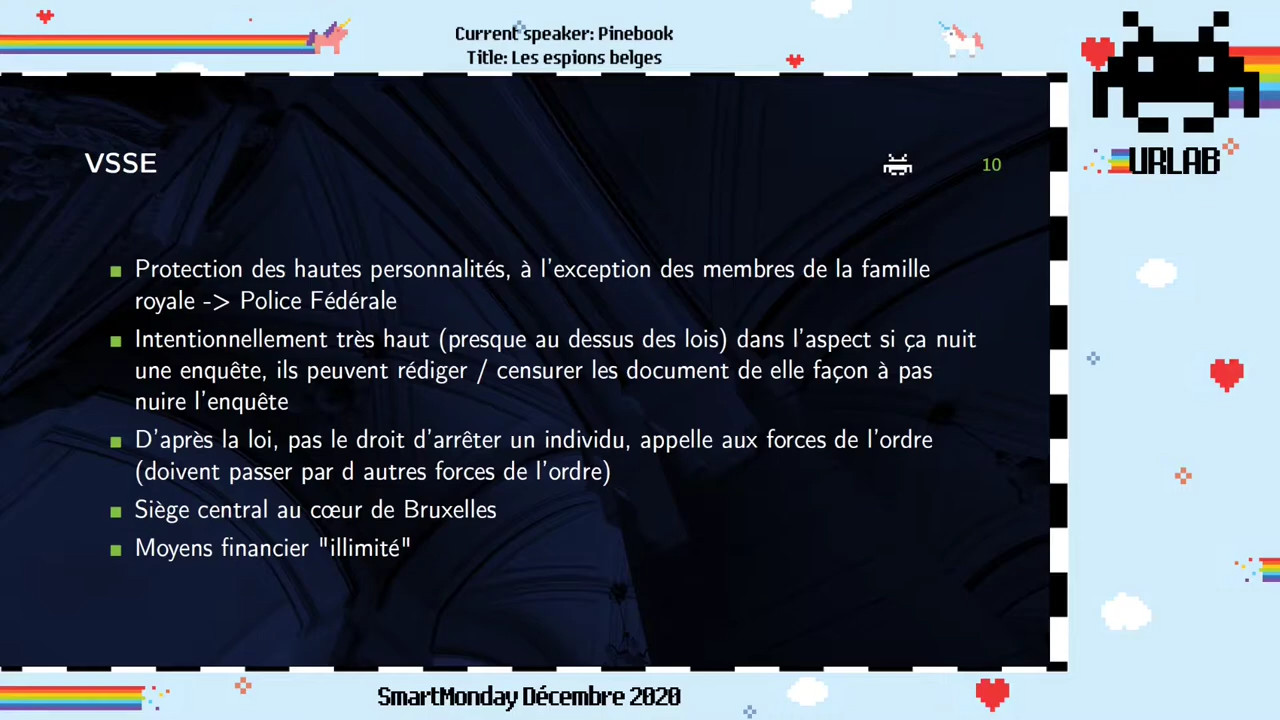 Current speaker: Pinebook
Title: Les espions belges
URLAB
VSSE
10
Protection des hautes personnalités, à l'exception des membres de la famille
royale -> Police Fédérale
Intentionnellement très haut (presque au dessus des lois) dans l'aspect si ça nuit
une enquête, ils peuvent rédiger / censurer les document de elle façon à pas
nuire l'enquête
D'après la loi, pas le droit d'arrêter un individu, appelle aux forces de l'ordre
(doivent passer par d autres forces de l'ordre)
Siège central au cœur de Bruxelles
Moyens financier "illimité"
SmartMonday Décembre 2020